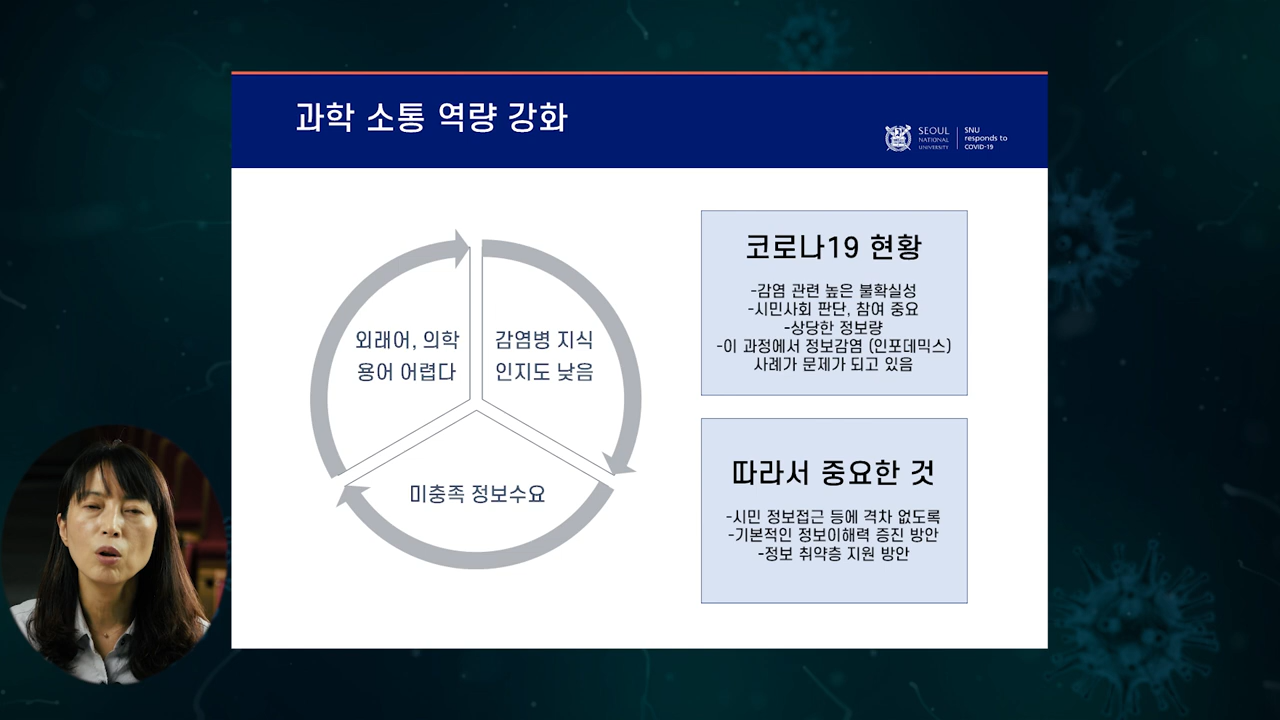 과학 소통 역량 강화
SEOUL
NATIONAL
UNIVERSITY
SNU
responds to
COVID-19
외래어, 의학
용어 어렵다
감염병 지식
인지도 낮음
미충족 정보수요
코로나19 현황
-감염 관련 높은 불확실성
-시민사회 판단, 참여 중요
-상당한 정보량
-이 과정에서 정보감염 (인포데믹스)
사례가 문제가 되고 있음
따라서 중요한 것
-시민 정보접근 등에 격차 없도록
-기본적인 정보이해력 증진 방안
-정보 취약층 지원 방안